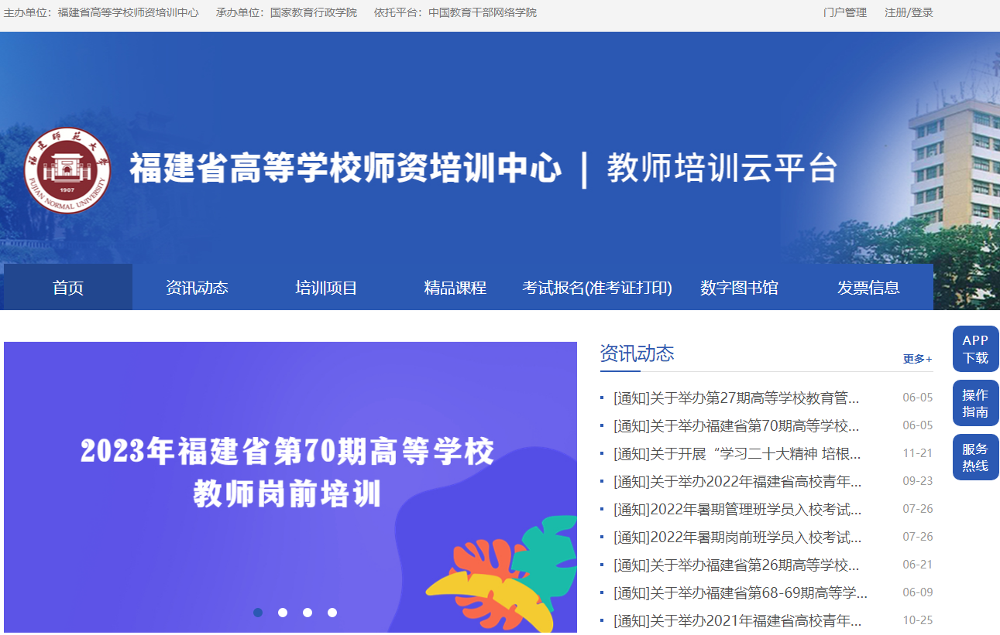 主办单位：福建省高等学校师资培训中心 承办单位：国家教育行政学院 依托平台：中国教育干部网络学院 门户管理 注册/登录
福建师范大学
FUJIAN NORMAL UNIVERSITY
1907
福建省高等学校师资培训中心 | 教师培训云平台
首页 资讯动态 培训项目 精品课程 考试报名(准考证打印) 数字图书馆 发票信息
2023年福建省第70期高等学校
教师岗前培训
资讯动态 更多+
[通知]关于举办第27期高等学校教育管... 06-05
[通知]关于举办福建省第70期高等学校... 06-05
[通知]关于开展“学习二十大精神 培根... 11-21
[通知]关于举办2022年福建省高校青年... 09-23
[通知]2022年暑期管理班学员入校考试... 07-26
[通知]2022年暑期岗前班学员入校考试... 07-26
[通知]关于举办福建省第26期高等学校... 06-21
[通知]关于举办福建省第68-69期高等学... 06-09
[通知]关于举办2021年福建省高校青年... 10-25
APP
下载
操作
指南
服务
热线